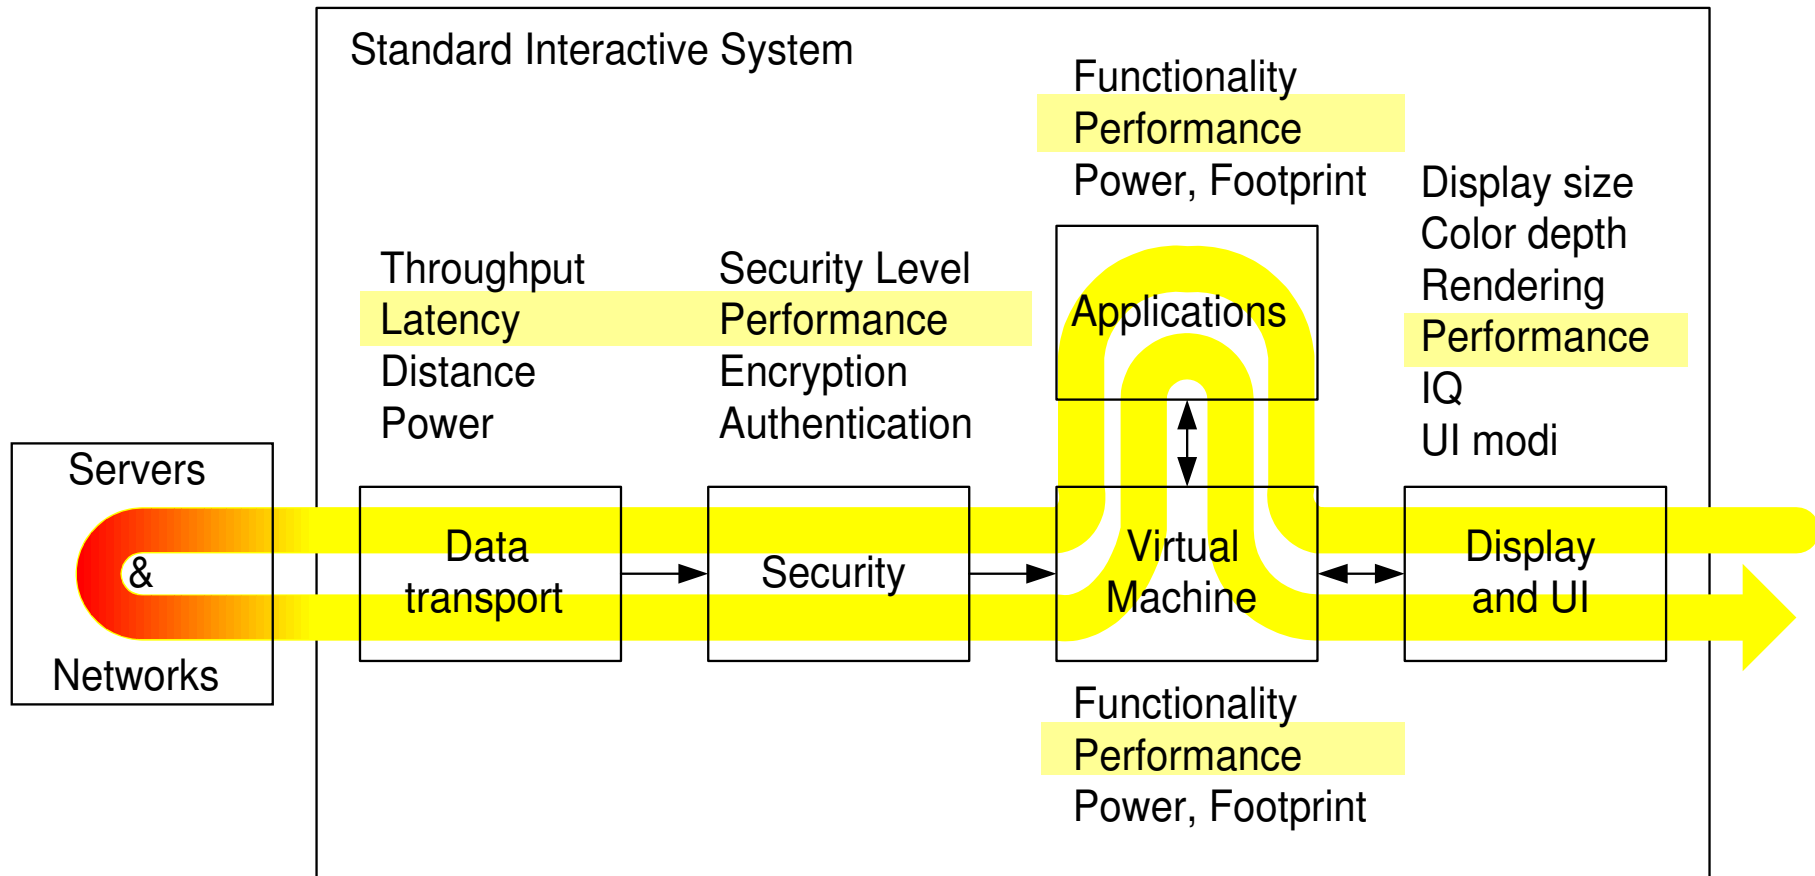 Standard Interactive System
Functionality
Performance
Power, Footprint
Display size
Color depth
Rendering
Performance
IQ
UI modi
Throughput
Latency
Distance
Power
Security Level
Performance
Encryption
Authentication
Applications
Servers
&
Networks
Data
transport
Security
Virtual
Machine
Display
and UI
Functionality
Performance
Power, Footprint